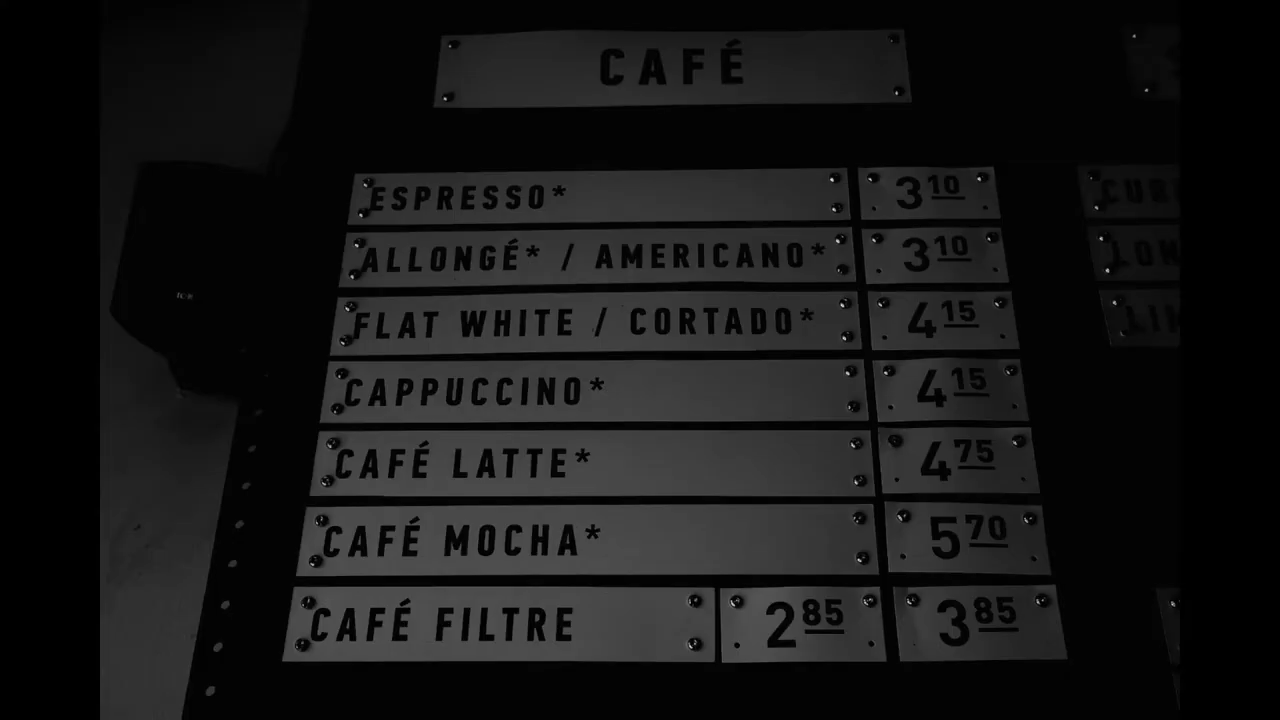 CAFÉ
ESPRESSO* 3 10
ALLONGÉ* / AMERICANO* 3 10
FLAT WHITE / CORTADO* 4 15
CAPPUCCINO* 4 15
CAFÉ LATTE* 4 75
CAFÉ MOCHA* 5 70
CAFÉ FILTRE 2 85 3 85